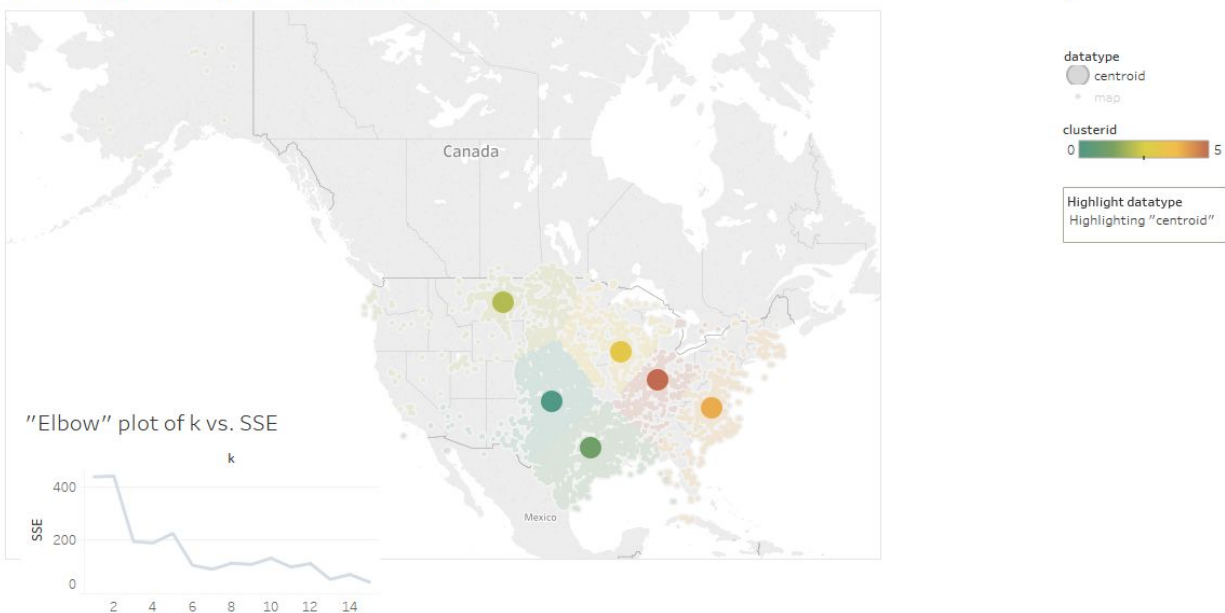 Canada
Mexico
"Elbow" plot of k vs. SSE
k
SSE
400
200
0
2 4 6 8 10 12 14
datatype
centroid
map
clusterid
0 5
Highlight datatype
Highlighting "centroid"